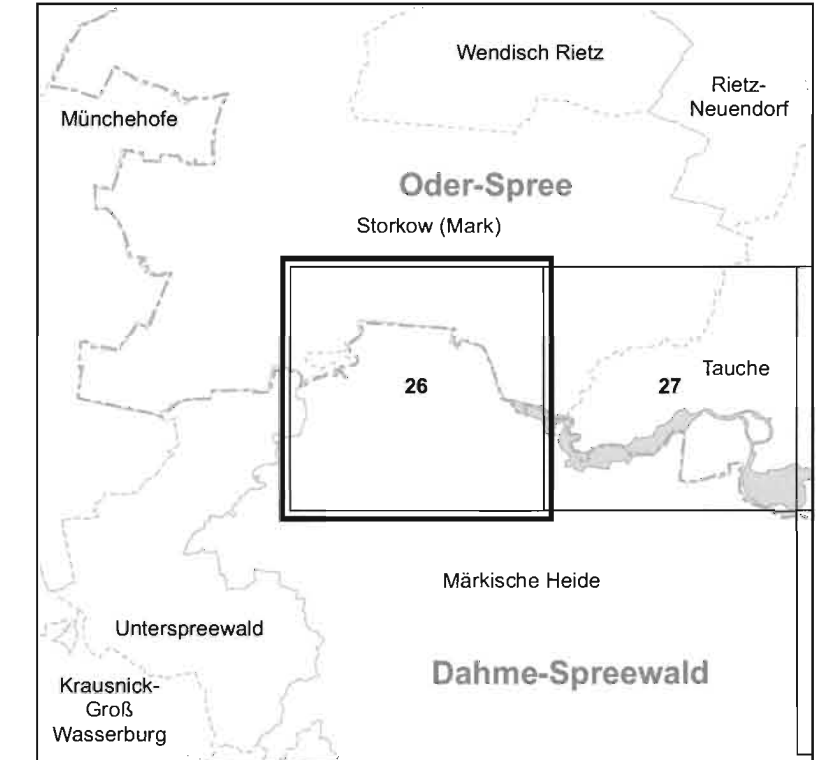 Wendisch Rietz
Rietz-
Neuendorf
Münchehofe
Oder-Spree
Storkow (Mark)
26
27
Tauche
Märkische Heide
Unterspreewald
Dahme-Spreewald
Krausnick-
Groß
Wasserburg